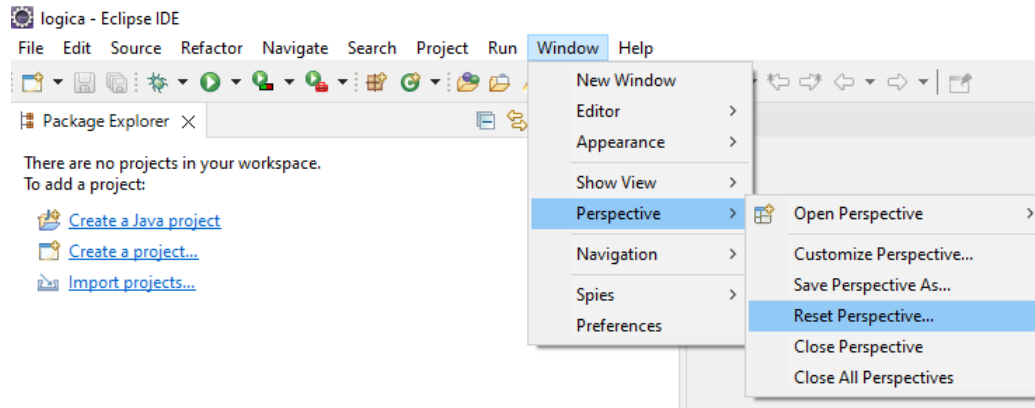 logica - Eclipse IDE
File Edit Source Refactor Navigate Search Project Run Window Help
Package Explorer
There are no projects in your workspace.
To add a project:
Create a Java project
Create a project...
Import projects...
New Window
Editor
Appearance
Show View
Perspective
Navigation
Spies
Preferences
Open Perspective
Customize Perspective...
Save Perspective As...
Reset Perspective...
Close Perspective
Close All Perspectives